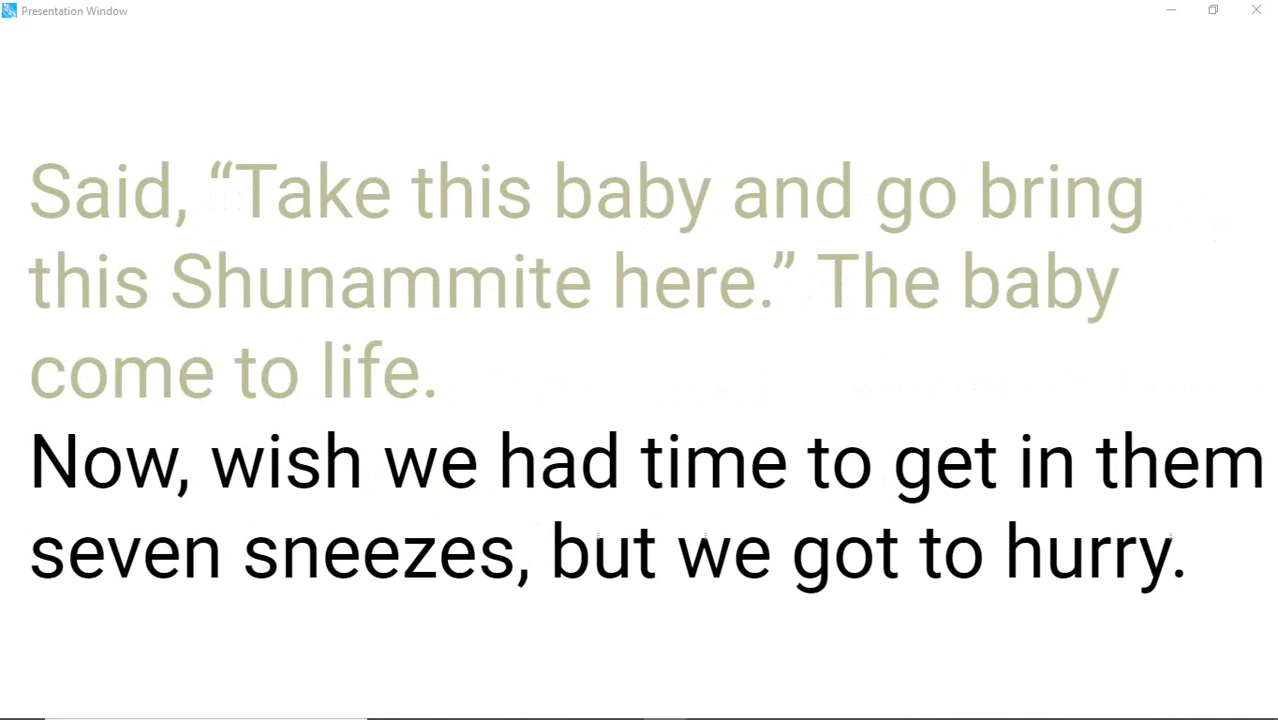 Presentation Window
Said, “Take this baby and go bring
this Shunammite here.” The baby
come to life.
Now, wish we had time to get in them
seven sneezes, but we got to hurry.